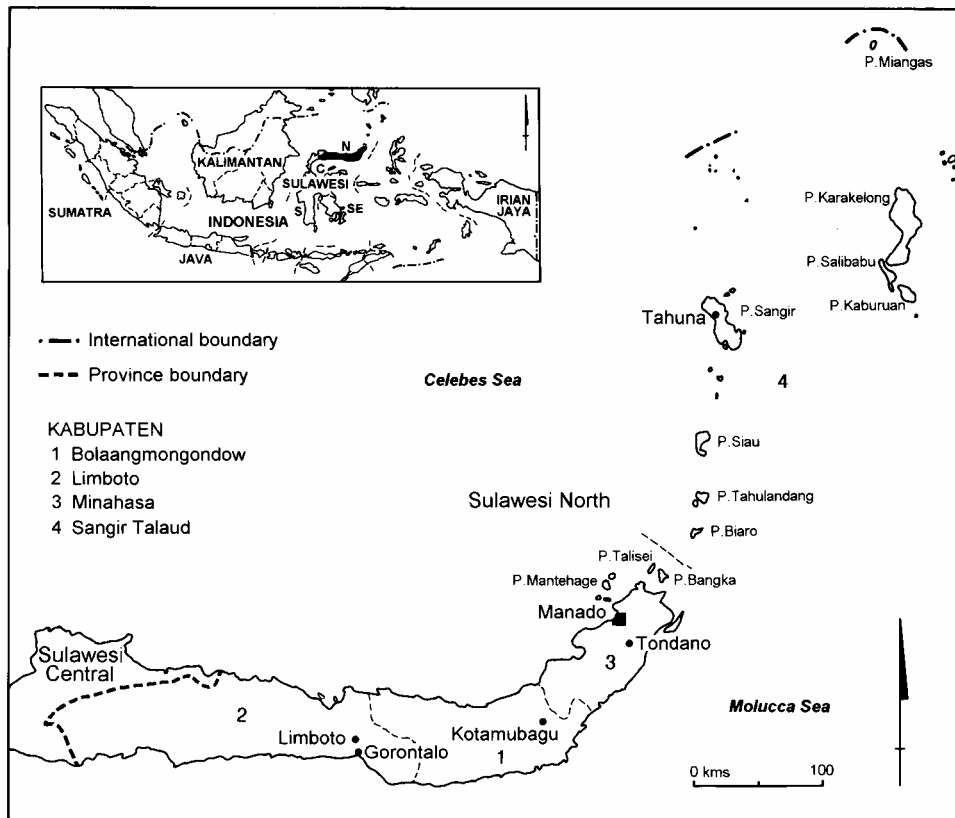 P.Miangas
N
KALIMANTAN
C
SULAWESI
SUMATRA
S
SE
IRIAN
JAYA
INDONESIA
JAVA
P.Karakelong
P.Salibabu
P.Kaburuan
Tahuna
P.Sangir
International boundary
Province boundary
Celebes Sea
4
KABUPATEN
1 Bolaangmongondow
2 Limboto
3 Minahasa
4 Sangir Talaud
P.Siau
Sulawesi North
P.Tahulandang
P.Biaro
P.Talisei
P.Mantehage
P.Bangka
Manado
Tondano
3
Sulawesi
Central
2
Molucca Sea
Limboto
Gorontalo
Kotamubagu
1
0 kms 100